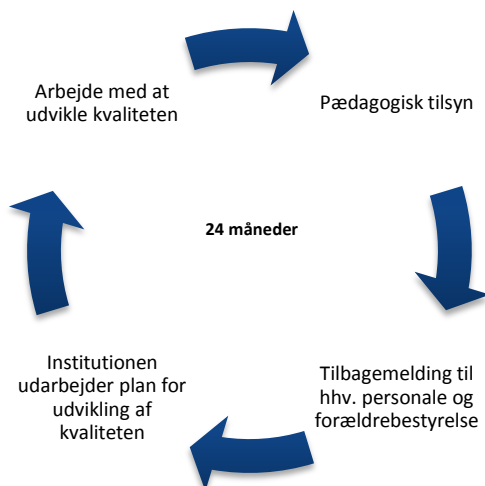 Arbejde med at
udvikle kvaliteten
Pædagogisk tilsyn
24 måneder
Institutionen
udarbejder plan for
udvikling af
kvaliteten
Tilbagemelding til
hhv. personale og
forældrebestyrelse